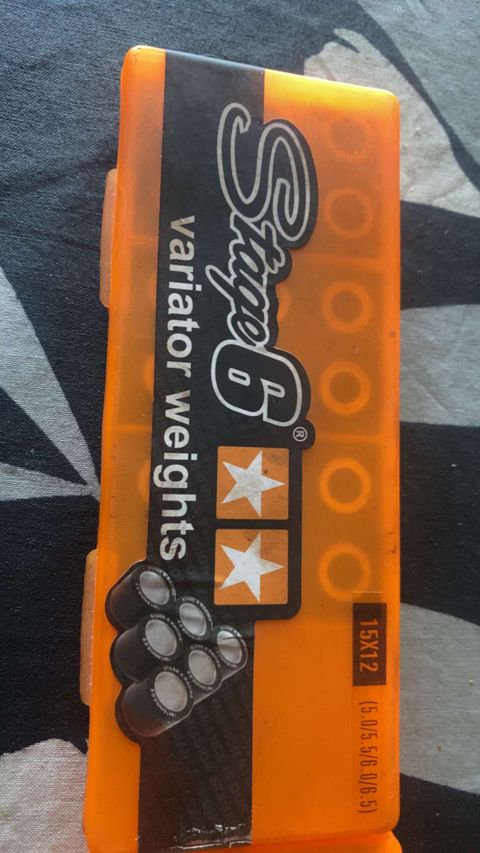 Stage6®
variator weights
15X12
(5.0/5.5/6.0/6.5)